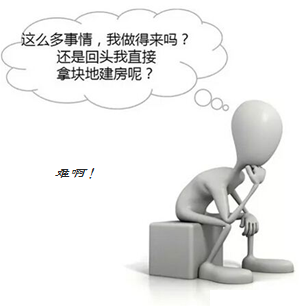 这么多事情，我做得来吗？
还是回头我直接
拿块地建房呢？
难啊！